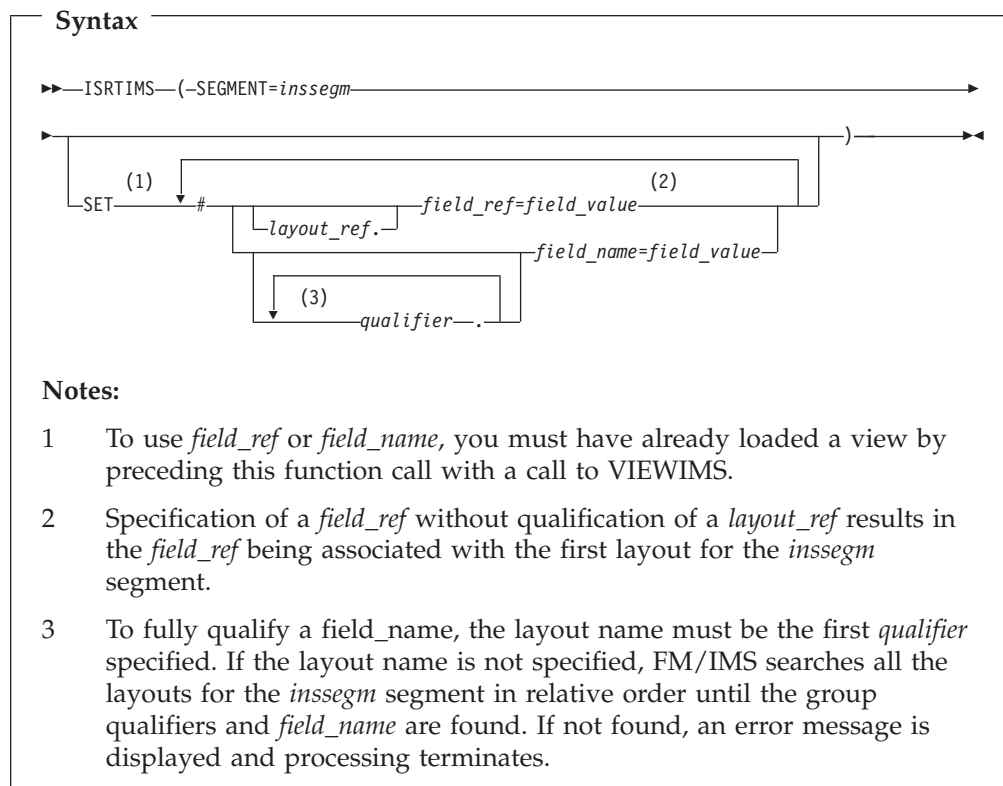 Syntax
►►—ISRTIMS—(—SEGMENT=inssegm—►
►—)—►◄
(1) (2)
SET—#—field_ref=field_value
layout_ref.
field_name=field_value
(3)
qualifier—.
Notes:
1 To use field_ref or field_name, you must have already loaded a view by
preceding this function call with a call to VIEWIMS.
2 Specification of a field_ref without qualification of a layout_ref results in
the field_ref being associated with the first layout for the inssegm
segment.
3 To fully qualify a field_name, the layout name must be the first qualifier
specified. If the layout name is not specified, FM/IMS searches all the
layouts for the inssegm segment in relative order until the group
qualifiers and field_name are found. If not found, an error message is
displayed and processing terminates.